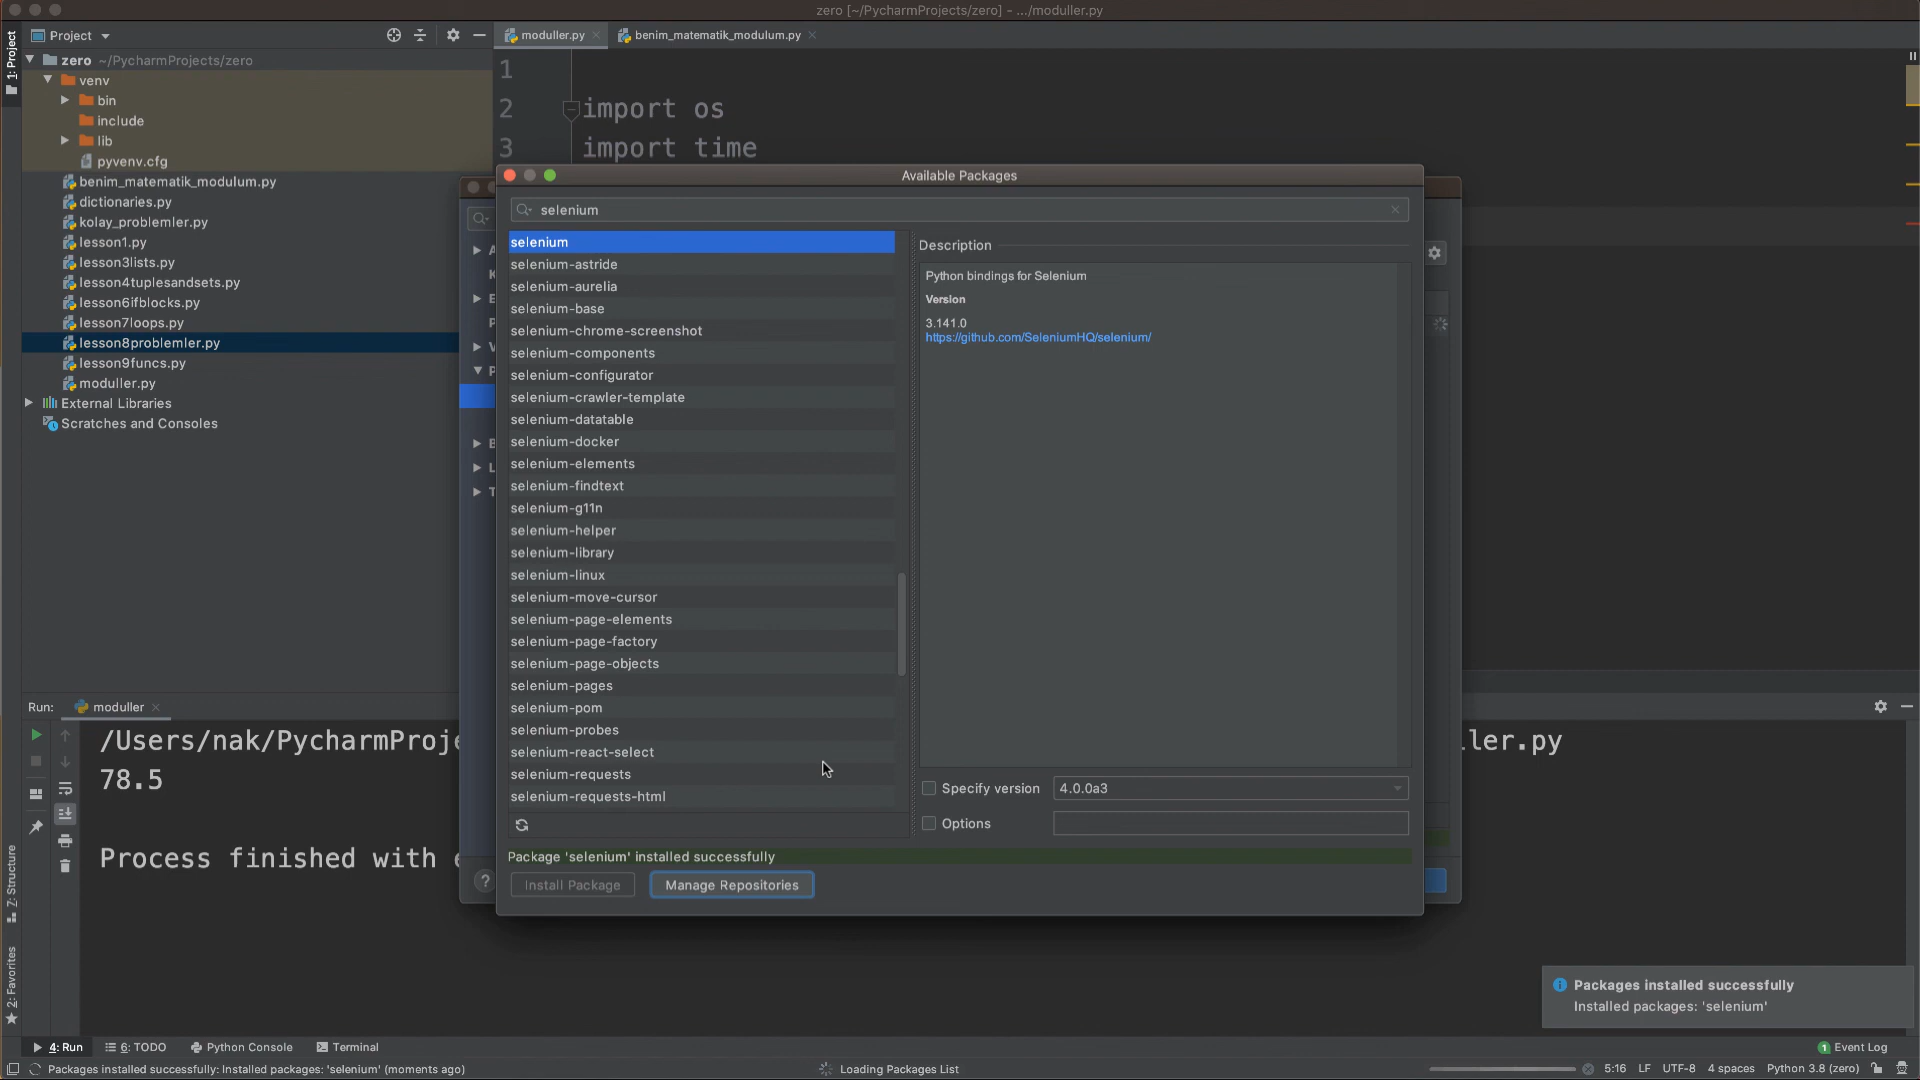 zero [~/PycharmProjects/zero] - .../moduller.py
Project
moduller.py
benim_matematik_modulum.py
1: Project
zero ~/PycharmProjects/zero
venv
bin
include
lib
pyvenv.cfg
benim_matematik_modulum.py
dictionaries.py
kolay_problemler.py
lesson1.py
lesson3lists.py
lesson4tuplesandsets.py
lesson6ifblocks.py
lesson7loops.py
lesson8problemler.py
lesson9funcs.py
moduller.py
External Libraries
Scratches and Consoles
1
2 import os
3 import time
Available Packages
selenium
selenium
selenium-astride
selenium-aurelia
selenium-base
selenium-chrome-screenshot
selenium-components
selenium-configurator
selenium-crawler-template
selenium-datatable
selenium-docker
selenium-elements
selenium-findtext
selenium-g11n
selenium-helper
selenium-library
selenium-linux
selenium-move-cursor
selenium-page-elements
selenium-page-factory
selenium-page-objects
selenium-pages
selenium-pom
selenium-probes
selenium-react-select
selenium-requests
selenium-requests-html
Description
Python bindings for Selenium
Version
3.141.0
https://github.com/SeleniumHQ/selenium/
Specify version
4.0.0a3
Options
Package 'selenium' installed successfully
Install Package
Manage Repositories
?
Run:
moduller
/Users/nak/PycharmProje
ller.py
78.5
Process finished with e
Z: Structure
2: Favorites
Packages installed successfully
Installed packages: 'selenium'
4: Run
6: TODO
Python Console
Terminal
1 Event Log
Packages installed successfully: Installed packages: 'selenium' (moments ago)
Loading Packages List
5:16
LF
UTF-8
4 spaces
Python 3.8 (zero)